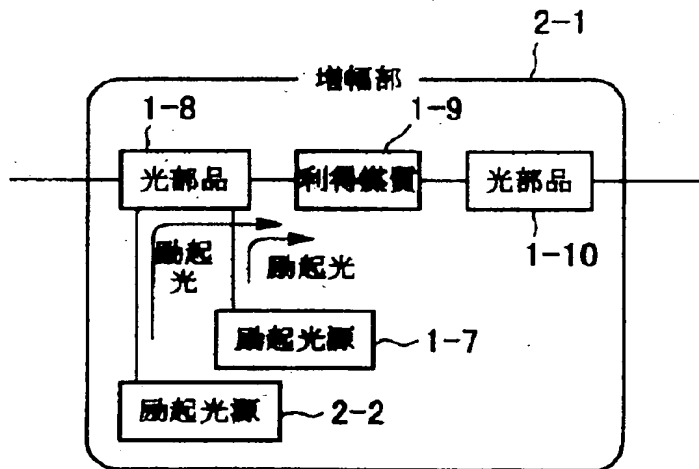 2-1
増幅部
1-8
1-9
光部品
利得媒質
光部品
1-10
励起
光
励起光
励起光源
1-7
励起光源
2-2